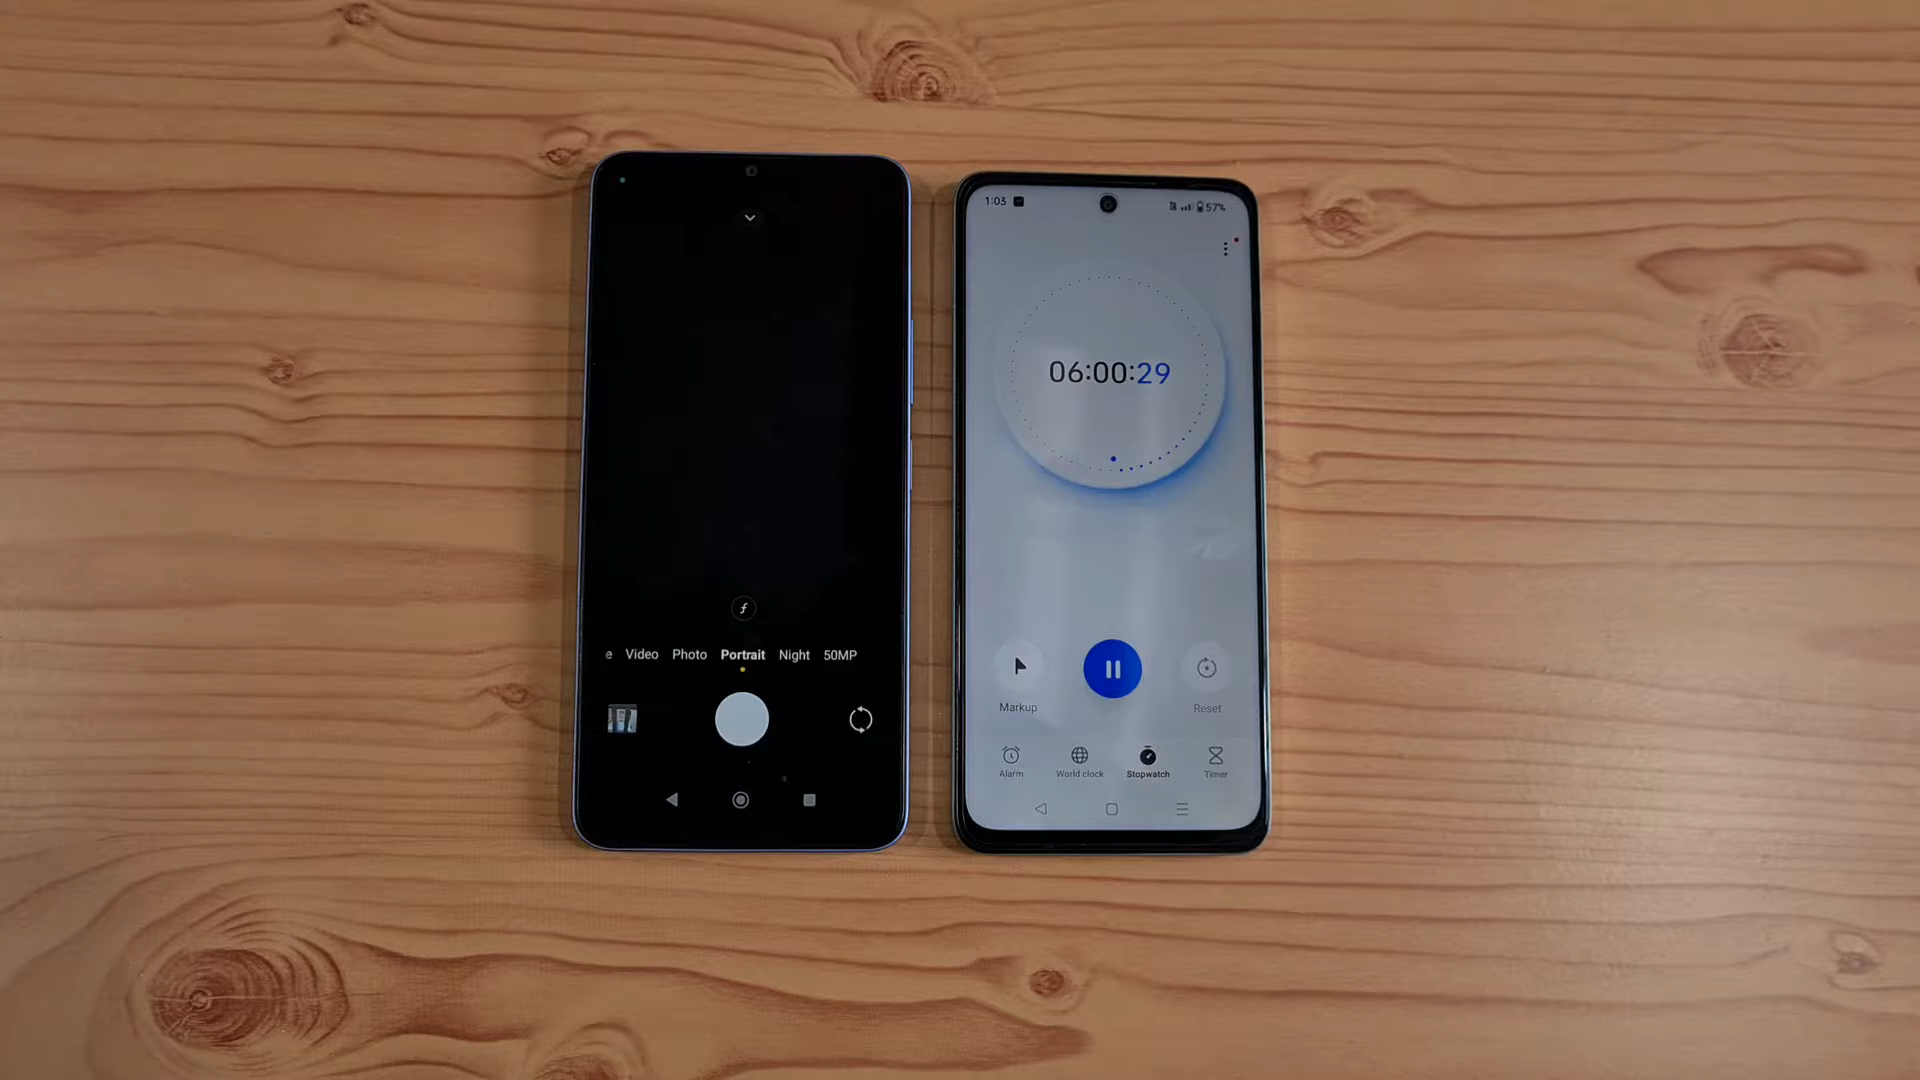 1:03
57%
06:00:29
f
e Video Photo Portrait Night 50MP
Markup
Reset
Alarm World clock Stopwatch Timer